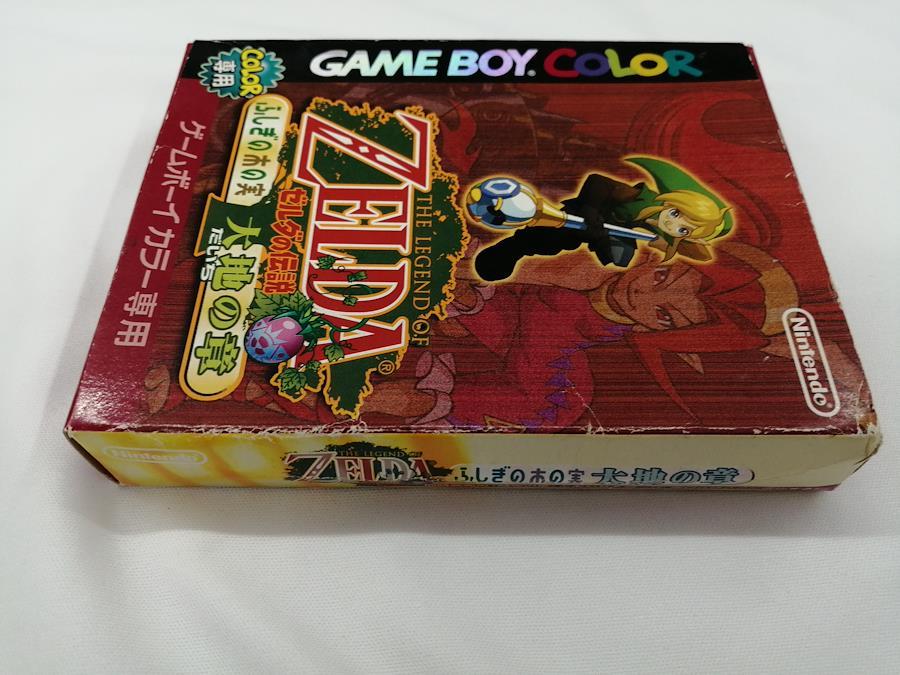 GAME BOY COLOR
COLOR
専用
ゲームボーイカラー専用
THE LEGEND OF
ZELDA®
ゼルダの伝説
ふしぎの木の実
大地の章
だいち
Nintendo®
Nintendo
THE LEGEND OF
ZELDA
ふしぎの木の実 大地の章